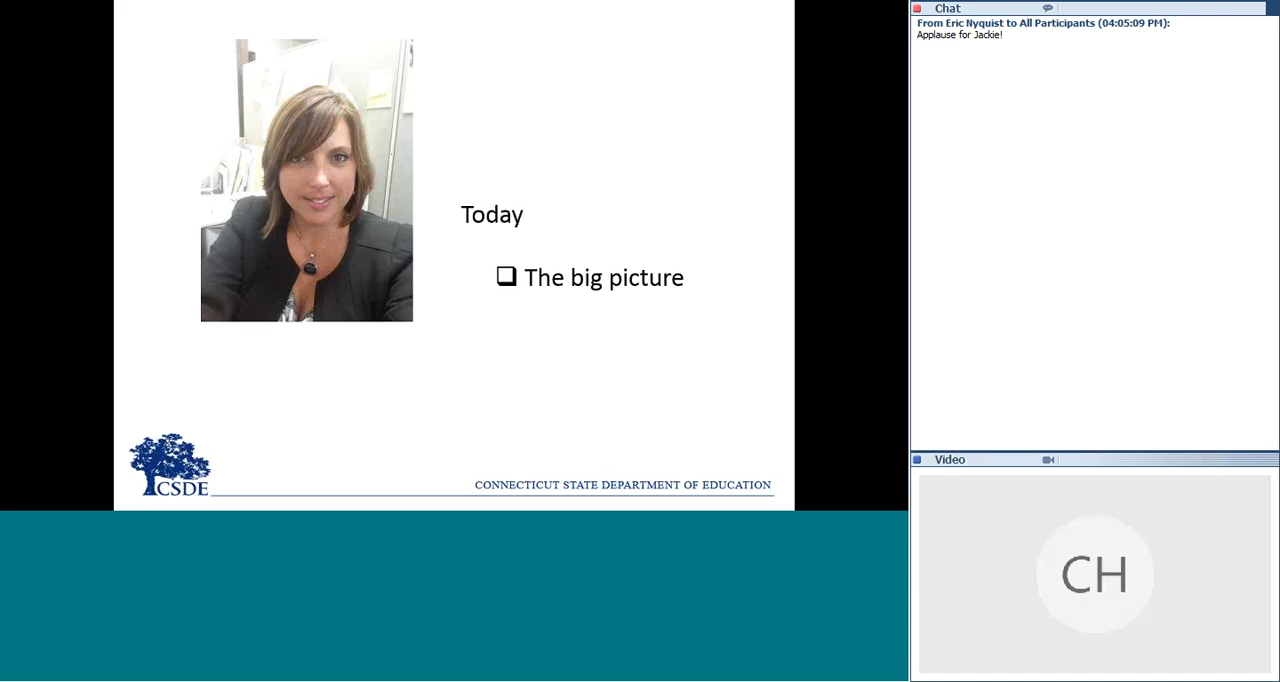 Today
❑ The big picture
CSDE
CONNECTICUT STATE DEPARTMENT OF EDUCATION
Chat
From Eric Nyquist to All Participants (04:05:09 PM):
Applause for Jackie!
Video
CH